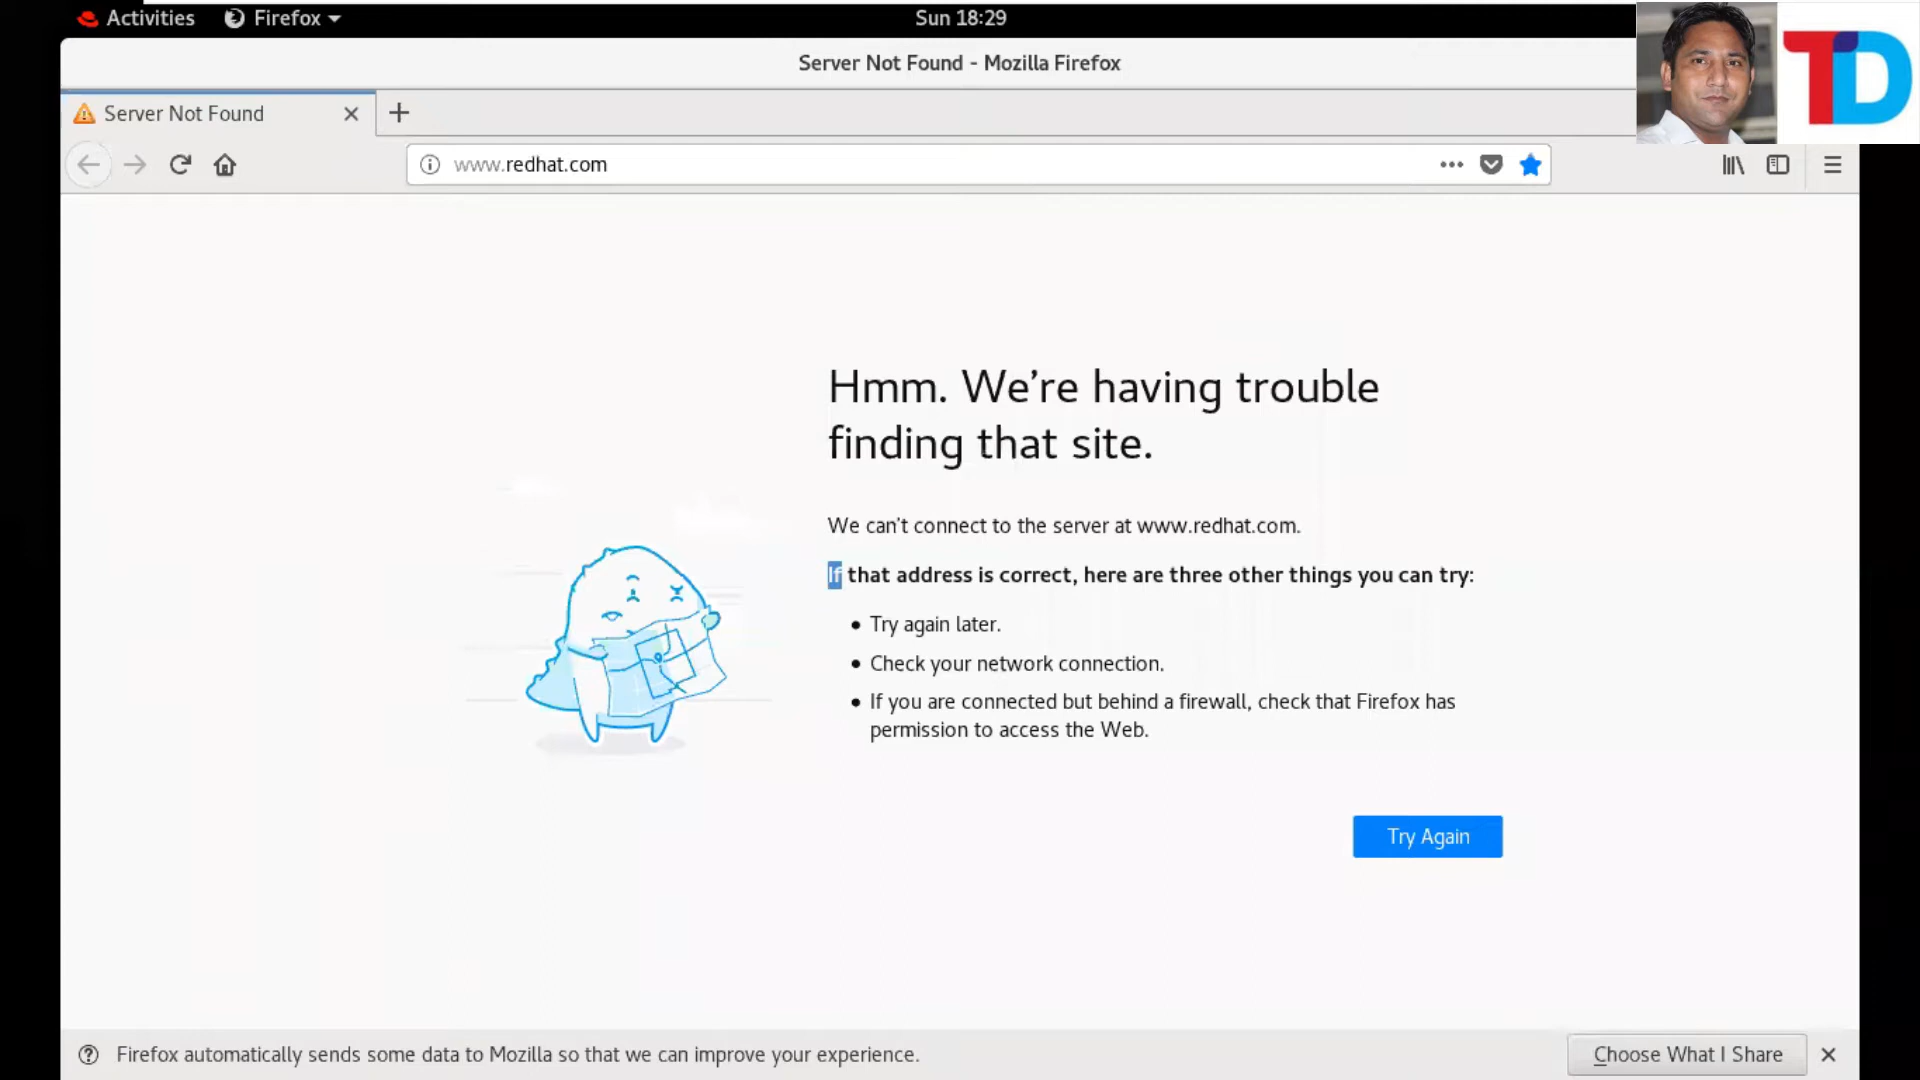 Activities Firefox Sun 18:29
TD
Server Not Found - Mozilla Firefox
Server Not Found
www.redhat.com
Hmm. We’re having trouble
finding that site.
We can’t connect to the server at www.redhat.com.
If that address is correct, here are three other things you can try:
Try again later.
Check your network connection.
If you are connected but behind a firewall, check that Firefox has
permission to access the Web.
Try Again
Firefox automatically sends some data to Mozilla so that we can improve your experience. Choose What I Share